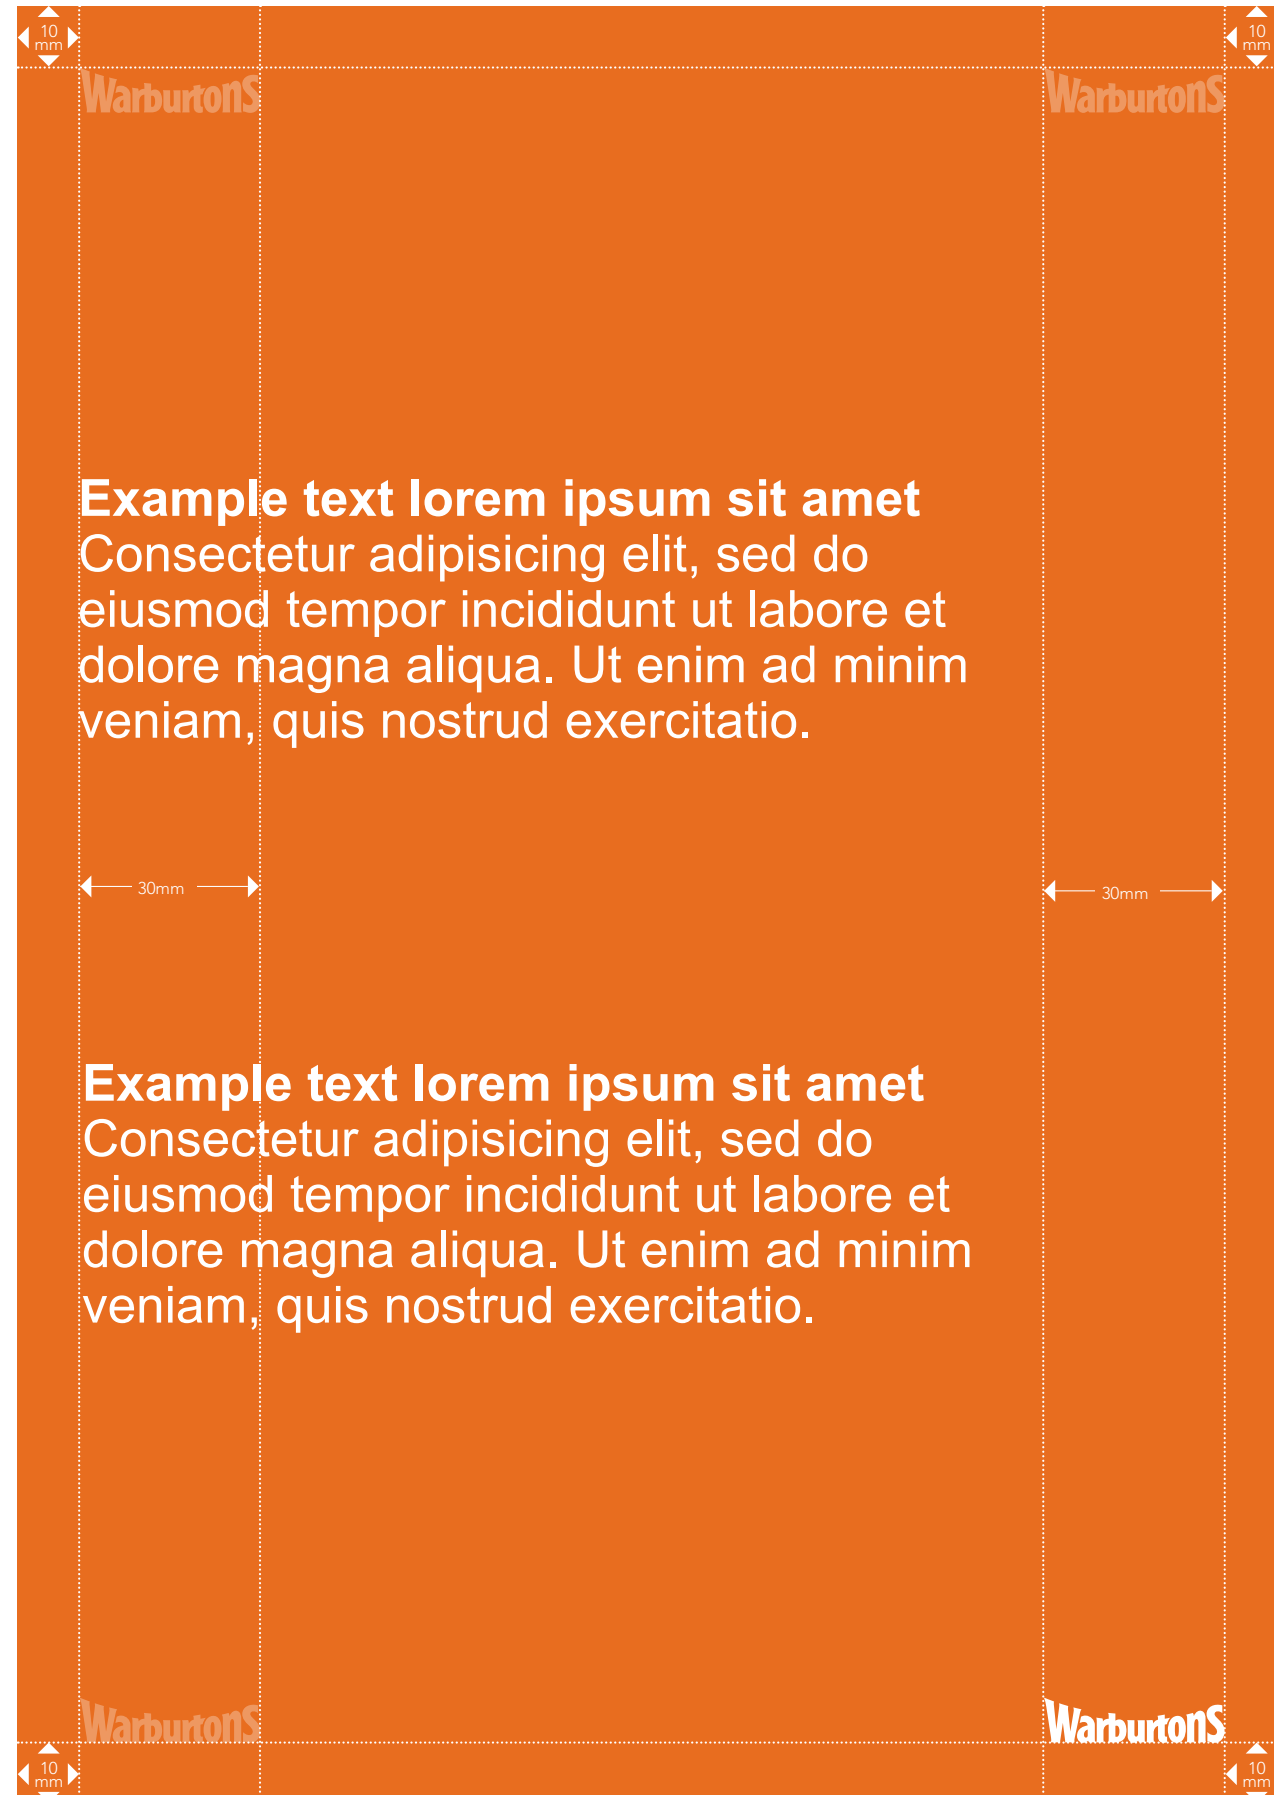 10 mm
10 mm
Warburtons
Warburtons
Example text lorem ipsum sit amet
Consectetur adipisicing elit, sed do
eiusmod tempor incididunt ut labore et
dolore magna aliqua. Ut enim ad minim
veniam, quis nostrud exercitatio.
30mm
30mm
Example text lorem ipsum sit amet
Consectetur adipisicing elit, sed do
eiusmod tempor incididunt ut labore et
dolore magna aliqua. Ut enim ad minim
veniam, quis nostrud exercitatio.
Warburtons
Warburtons
10 mm
10 mm